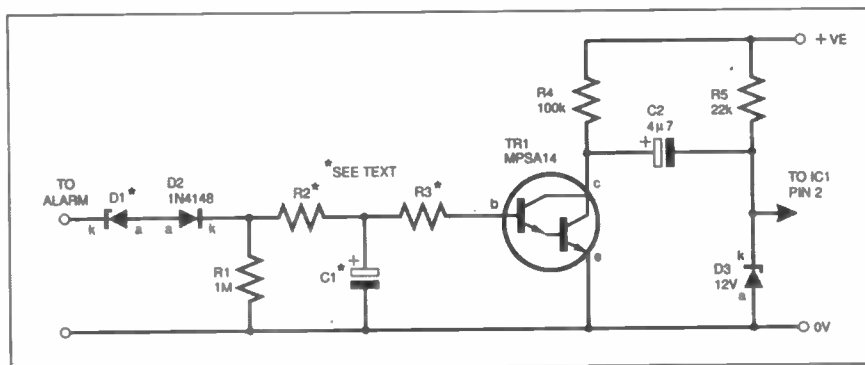 + VE
R4
100k
R5
22k
C2
4µ7
+
TR1
MPSA14
*SEE TEXT
TO
ALARM
D1*
D2
1N4148
R2*
R3*
TO IC1
PIN 2
k
a
a
k
b
c
e
R1
1M
C1*
+
D3
12V
k
a
0V